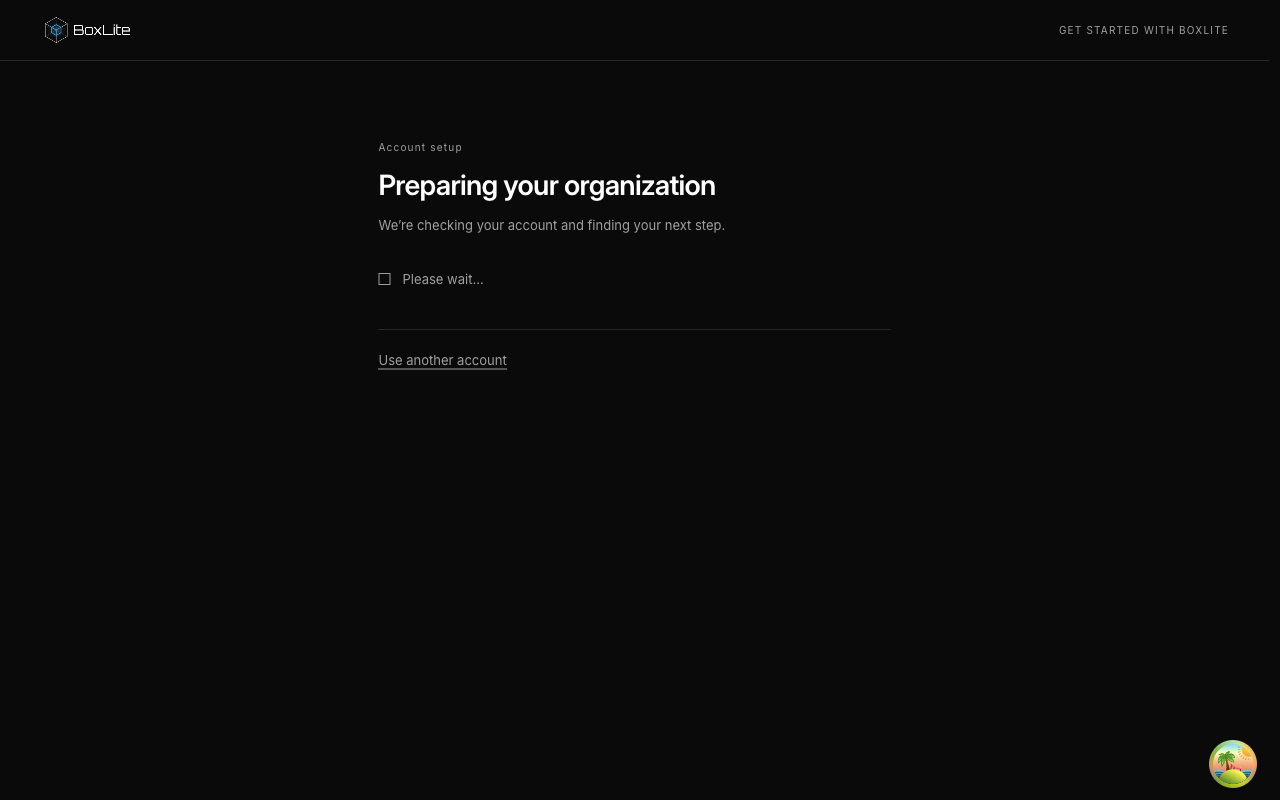 BoxLite
GET STARTED WITH BOXLITE
Account setup
Preparing your organization
We’re checking your account and finding your next step.
Please wait...
Use another account